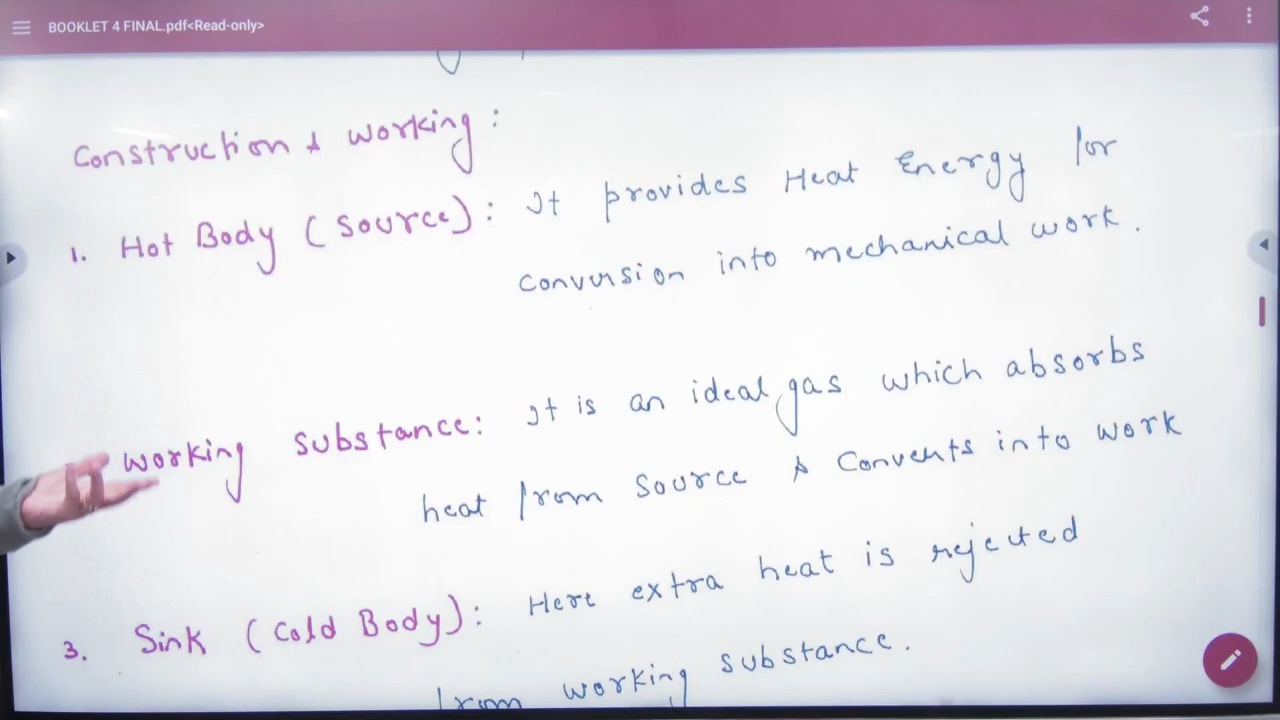 BOOKLET 4 FINAL.pdf<Read-only>
Construction & working:
1. Hot Body (Source): It provides Heat Energy for
conversion into mechanical work.
working substance: It is an ideal gas which absorbs
heat from source & Converts into work
3. Sink (Cold Body): Here extra heat is rejected
from working substance.